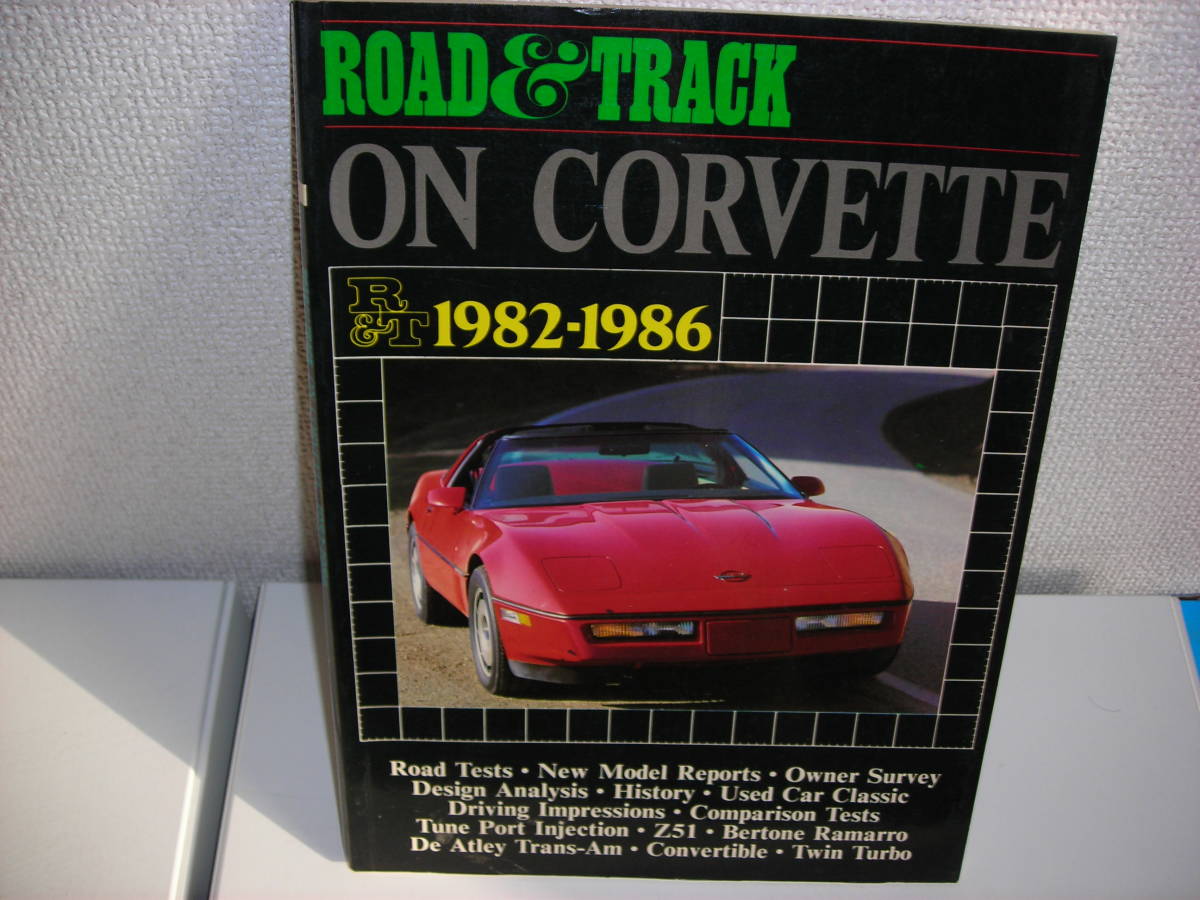 ROAD & TRACK
ON CORVETTE
R&T 1982-1986
Road Tests • New Model Reports • Owner Survey
Design Analysis • History • Used Car Classic
Driving Impressions • Comparison Tests
Tune Port Injection • Z51 • Bertone Ramarro
De Atley Trans-Am • Convertible • Twin Turbo